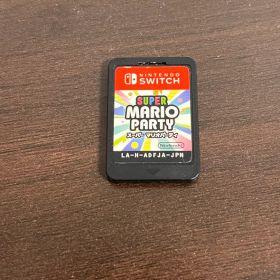 NINTENDO
SWITCH
SUPER
MARIO
PARTY
スーパー マリオパーティ
Nintendo
LA-H-ADFJA-JPN